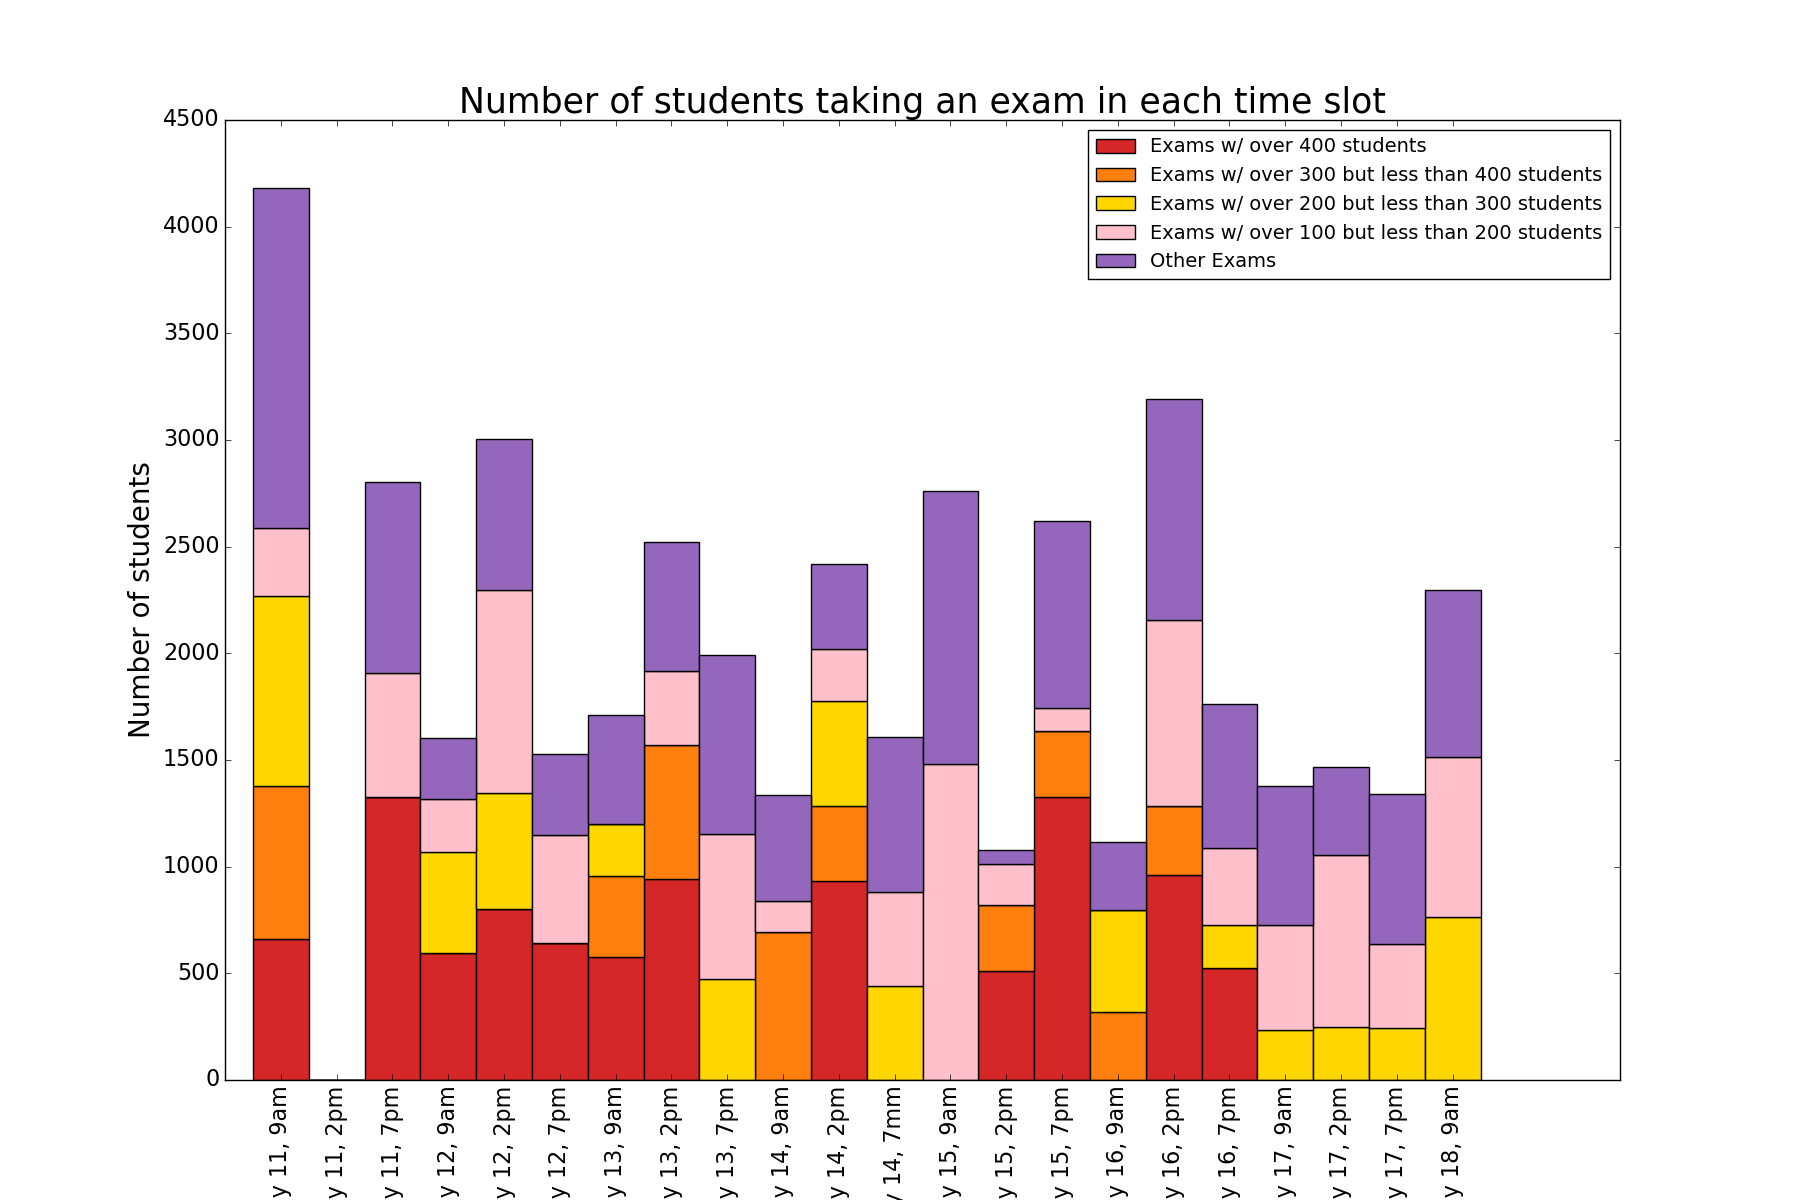 Number of students taking an exam in each time slot
Exams w/ over 400 students
Exams w/ over 300 but less than 400 students
Exams w/ over 200 but less than 300 students
Exams w/ over 100 but less than 200 students
Other Exams
Number of students
4500
4000
3500
3000
2500
2000
1500
1000
500
0
y 11, 9am
y 11, 2pm
y 11, 7pm
y 12, 9am
y 12, 2pm
y 12, 7pm
y 13, 9am
y 13, 2pm
y 13, 7pm
y 14, 9am
y 14, 2pm
y 14, 7mm
y 15, 9am
y 15, 2pm
y 15, 7pm
y 16, 9am
y 16, 2pm
y 16, 7pm
y 17, 9am
y 17, 2pm
y 17, 7pm
y 18, 9am